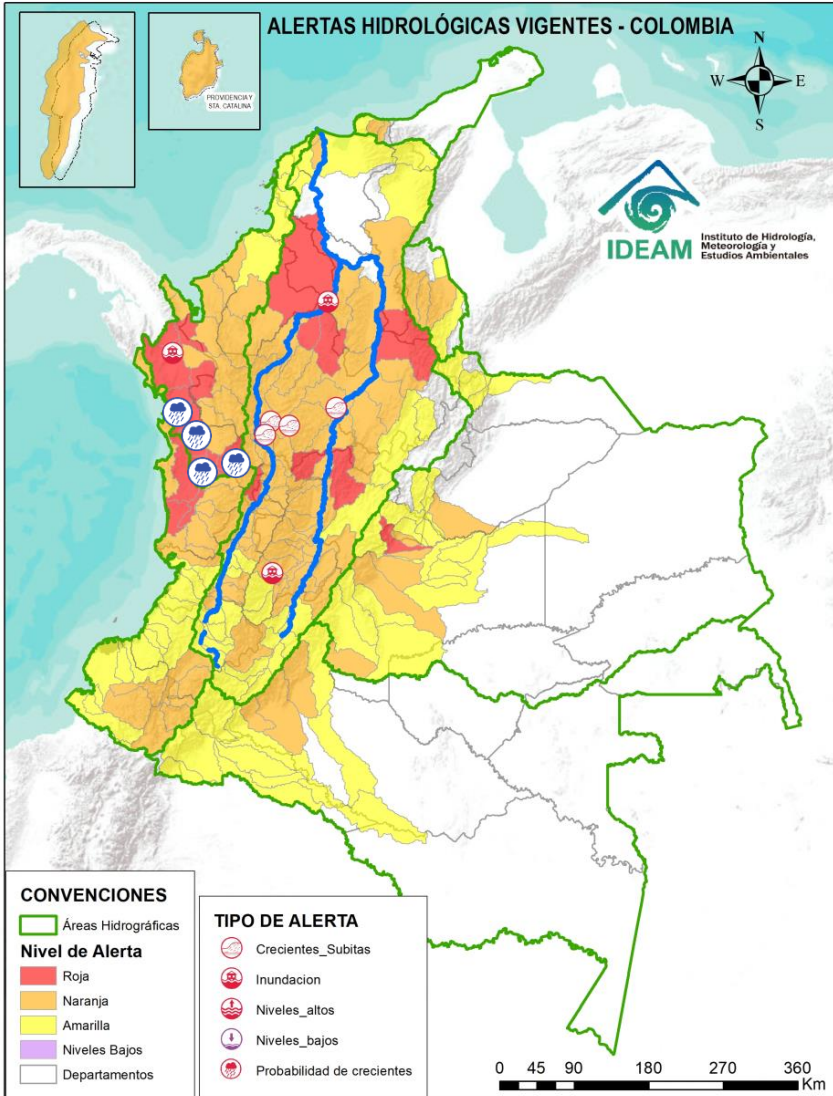 ALERTAS HIDROLÓGICAS VIGENTES - COLOMBIA
PROVIDENCIA Y
STA. CATALINA
N
W
E
S
IDEAM
Instituto de Hidrología,
Meteorología y
Estudios Ambientales
CONVENCIONES
Áreas Hidrográficas
Nivel de Alerta
Roja
Naranja
Amarilla
Niveles Bajos
Departamentos
TIPO DE ALERTA
Crecientes_Subitas
Inundacion
Niveles_altos
Niveles_bajos
Probabilidad de crecientes
0 45 90 180 270 360
Km